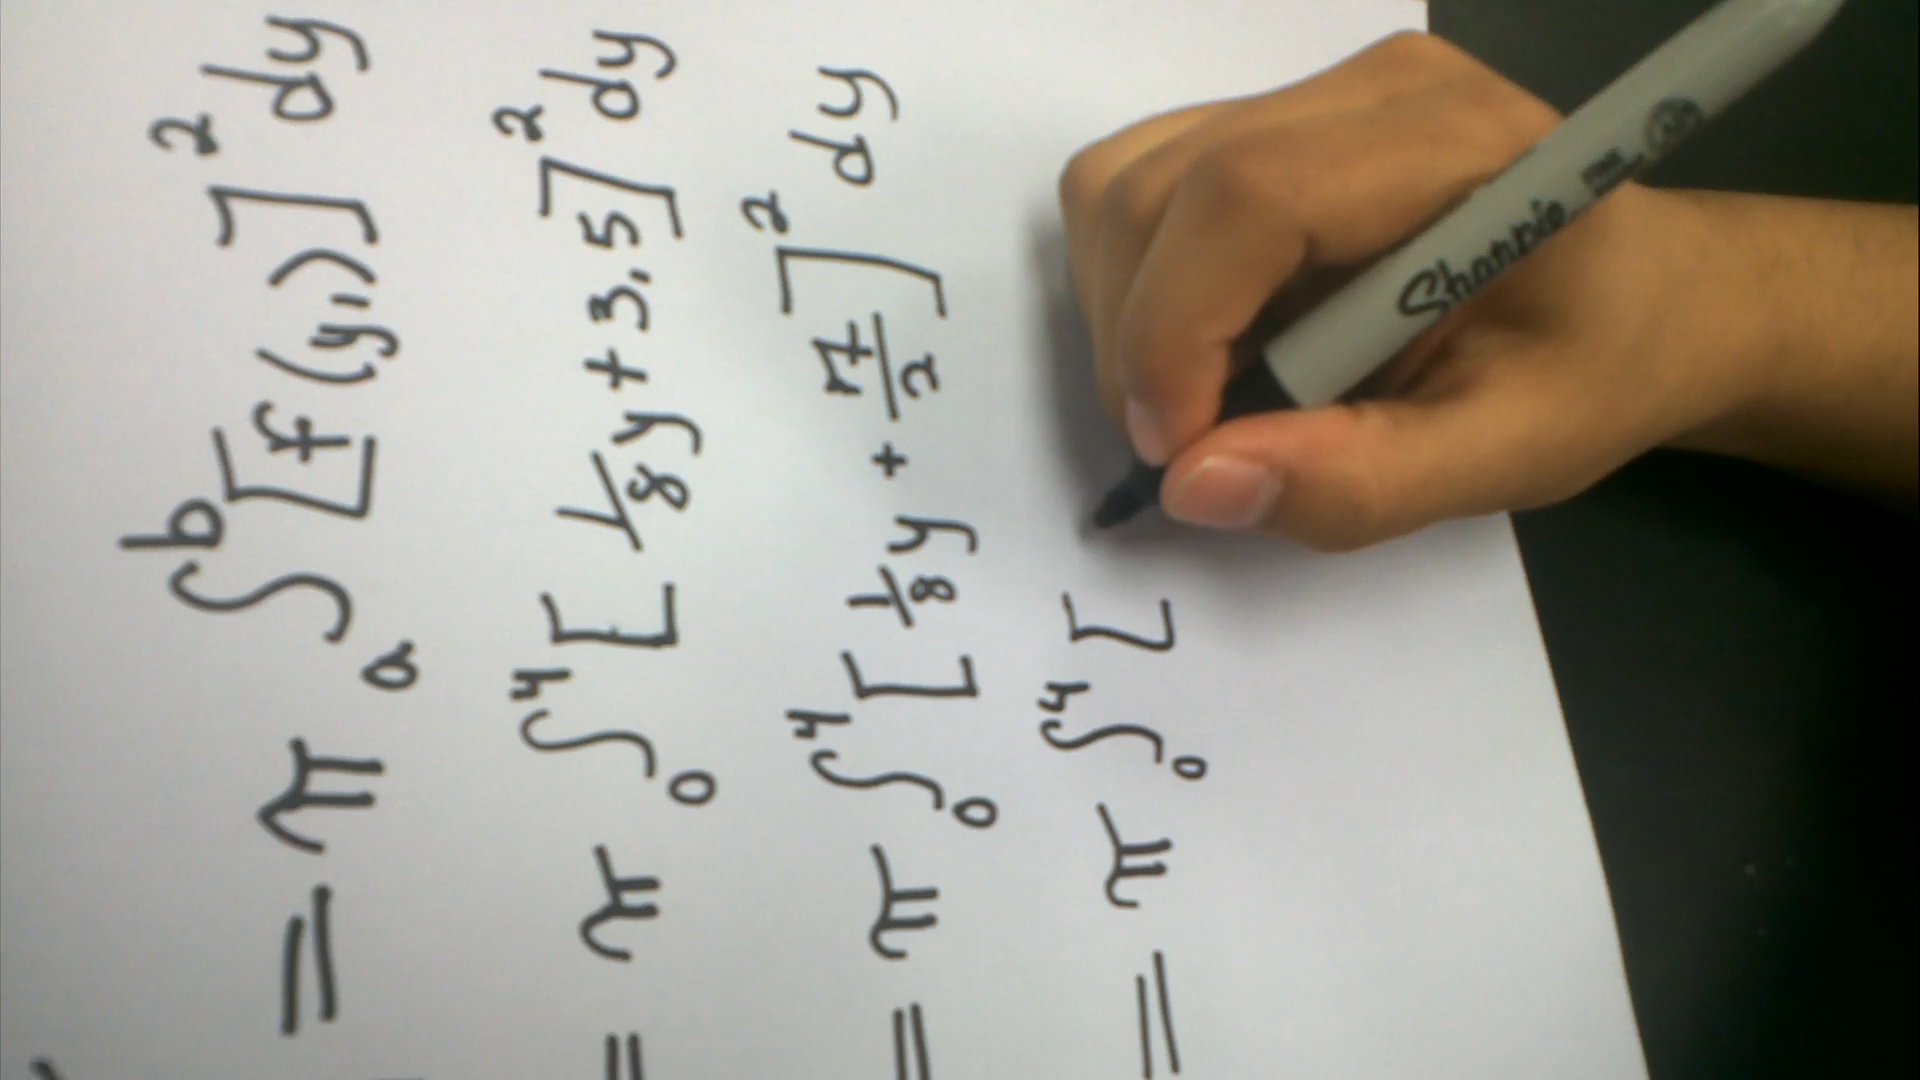 = π ∫ₐᵇ [f(y₁)]² dy
= π ∫₀⁴ [1/8 y + 3.5]² dy
= π ∫₀⁴ [1/8 y + 7/2]² dy
= π ∫₀⁴ [
Sharpie